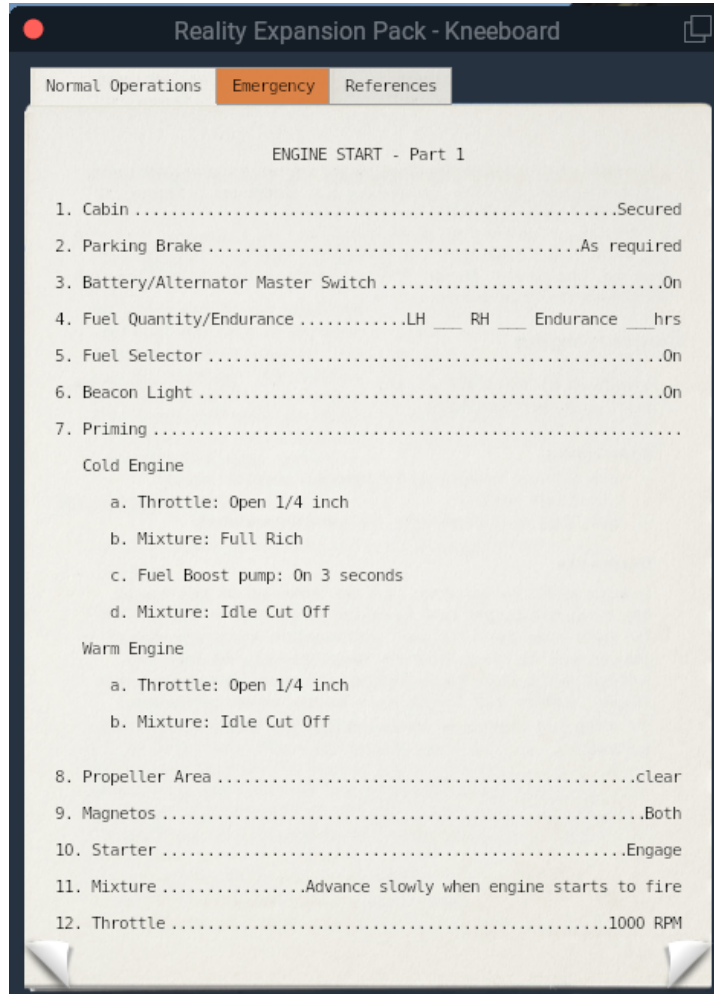 Reality Expansion Pack - Kneeboard
Normal Operations Emergency References
ENGINE START - Part 1
1. Cabin.....................................................Secured
2. Parking Brake............................................As required
3. Battery/Alternator Master Switch...............................On
4. Fuel Quantity/Endurance............LH ___ RH ___ Endurance ___hrs
5. Fuel Selector..................................................On
6. Beacon Light...................................................On
7. Priming..........................................................
Cold Engine
a. Throttle: Open 1/4 inch
b. Mixture: Full Rich
c. Fuel Boost pump: On 3 seconds
d. Mixture: Idle Cut Off
Warm Engine
a. Throttle: Open 1/4 inch
b. Mixture: Idle Cut Off
8. Propeller Area..............................................clear
9. Magnetos.....................................................Both
10. Starter...................................................Engage
11. Mixture................Advance slowly when engine starts to fire
12. Throttle................................................1000 RPM